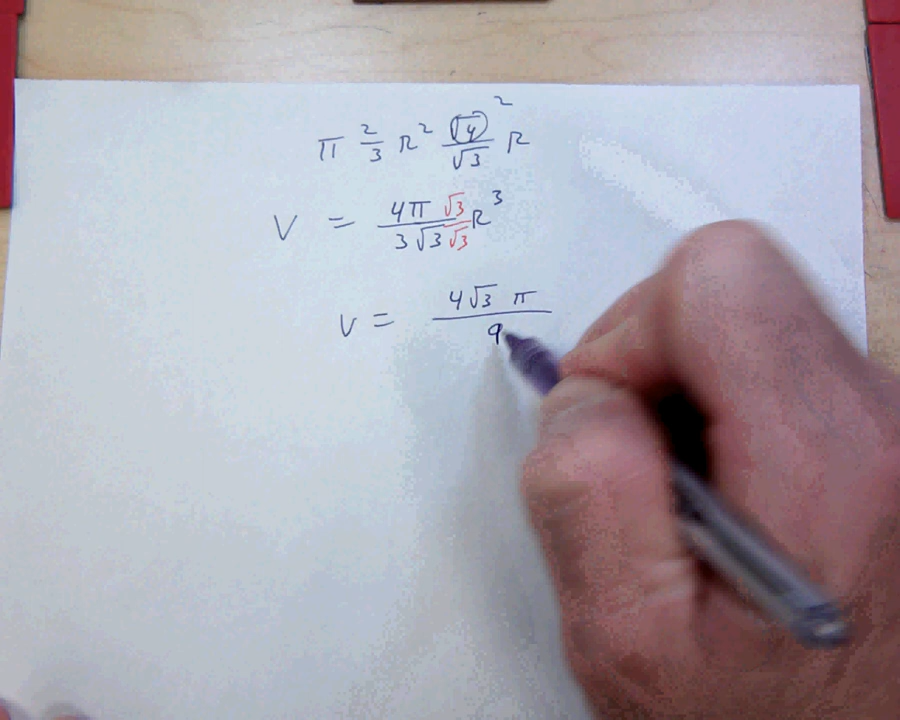 π 2/3 R² √4/√3 R ²
V = 4π √3/3√3 √3 R³
V = 4√3 π/9